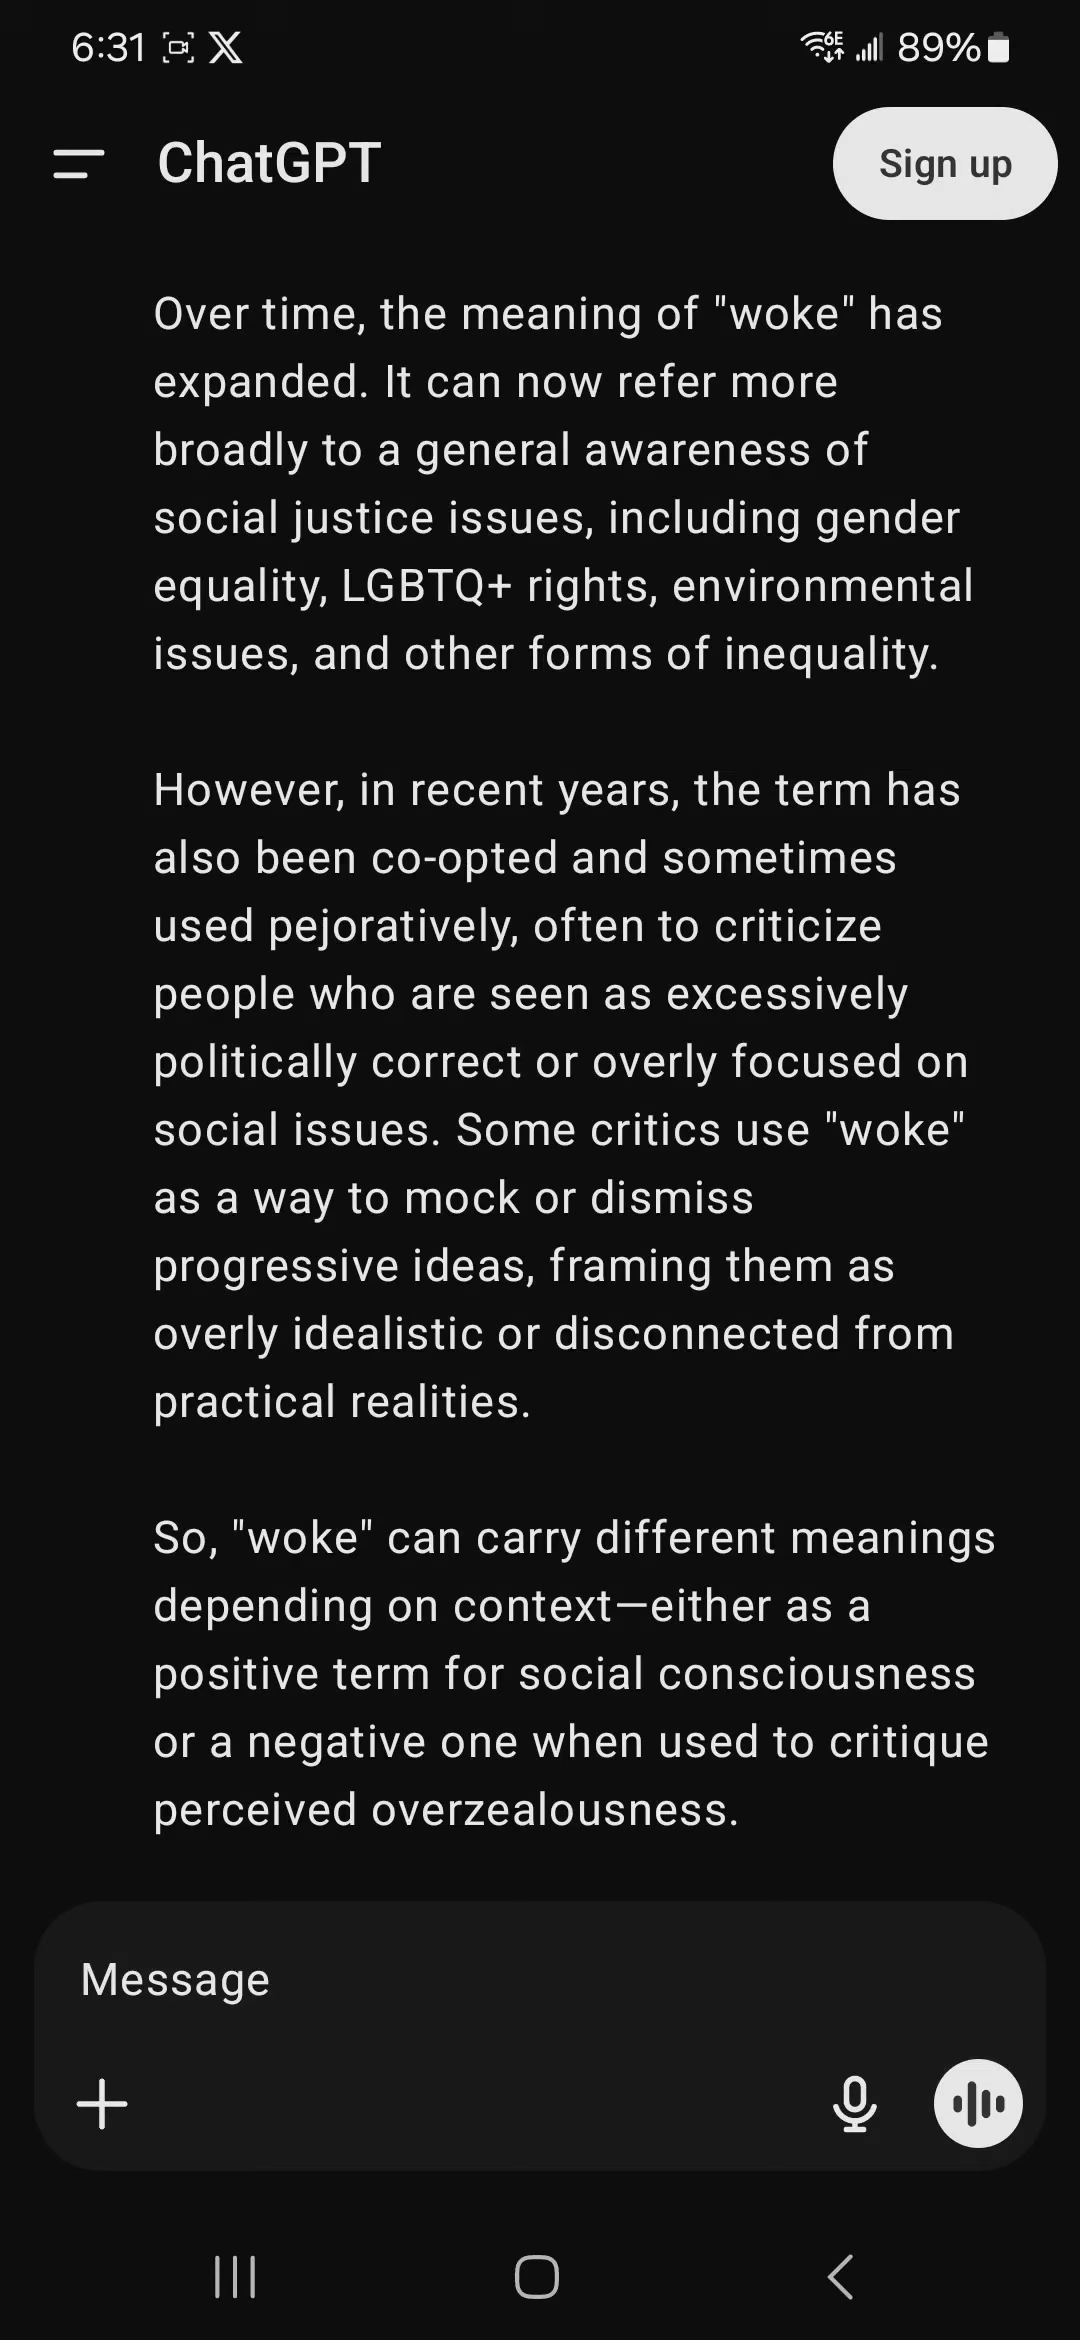 6:31
6E
89%
ChatGPT
Sign up
Over time, the meaning of "woke" has
expanded. It can now refer more
broadly to a general awareness of
social justice issues, including gender
equality, LGBTQ+ rights, environmental
issues, and other forms of inequality.
However, in recent years, the term has
also been co-opted and sometimes
used pejoratively, often to criticize
people who are seen as excessively
politically correct or overly focused on
social issues. Some critics use "woke"
as a way to mock or dismiss
progressive ideas, framing them as
overly idealistic or disconnected from
practical realities.
So, "woke" can carry different meanings
depending on context—either as a
positive term for social consciousness
or a negative one when used to critique
perceived overzealousness.
Message